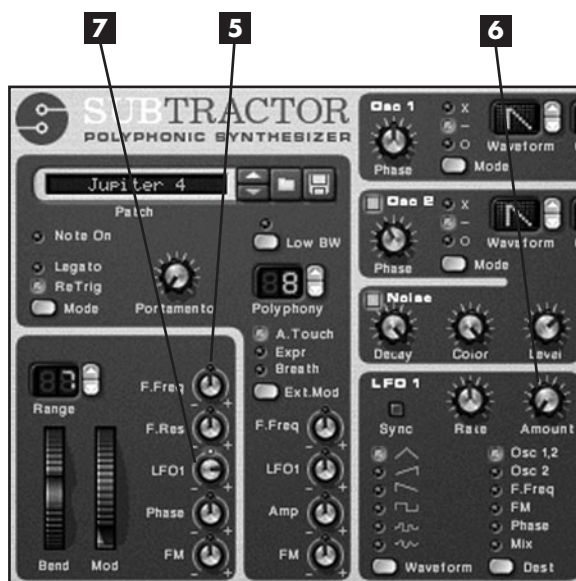 7 5 6
SUBTRACTOR
POLYPHONIC SYNTHESIZER
Jupiter 4
Patch
Note On
Low BW
Legato
ReTrig
Mode
Portamento
8
Polyphony
A.Touch
Expr
Breath
Ext.Mod
7
Range
F.Freq
F.Res
LFO1
Phase
FM
Bend Mod
F.Freq
LFO1
Amp
FM
Osc 1
X
–
O
Phase
Mode
Waveform
Osc 2
X
–
O
Phase
Mode
Waveform
Noise
Decay Color Level
LFO 1
Sync Rate Amount
Osc 1,2
Osc 2
F.Freq
FM
Phase
Mix
Waveform Dest